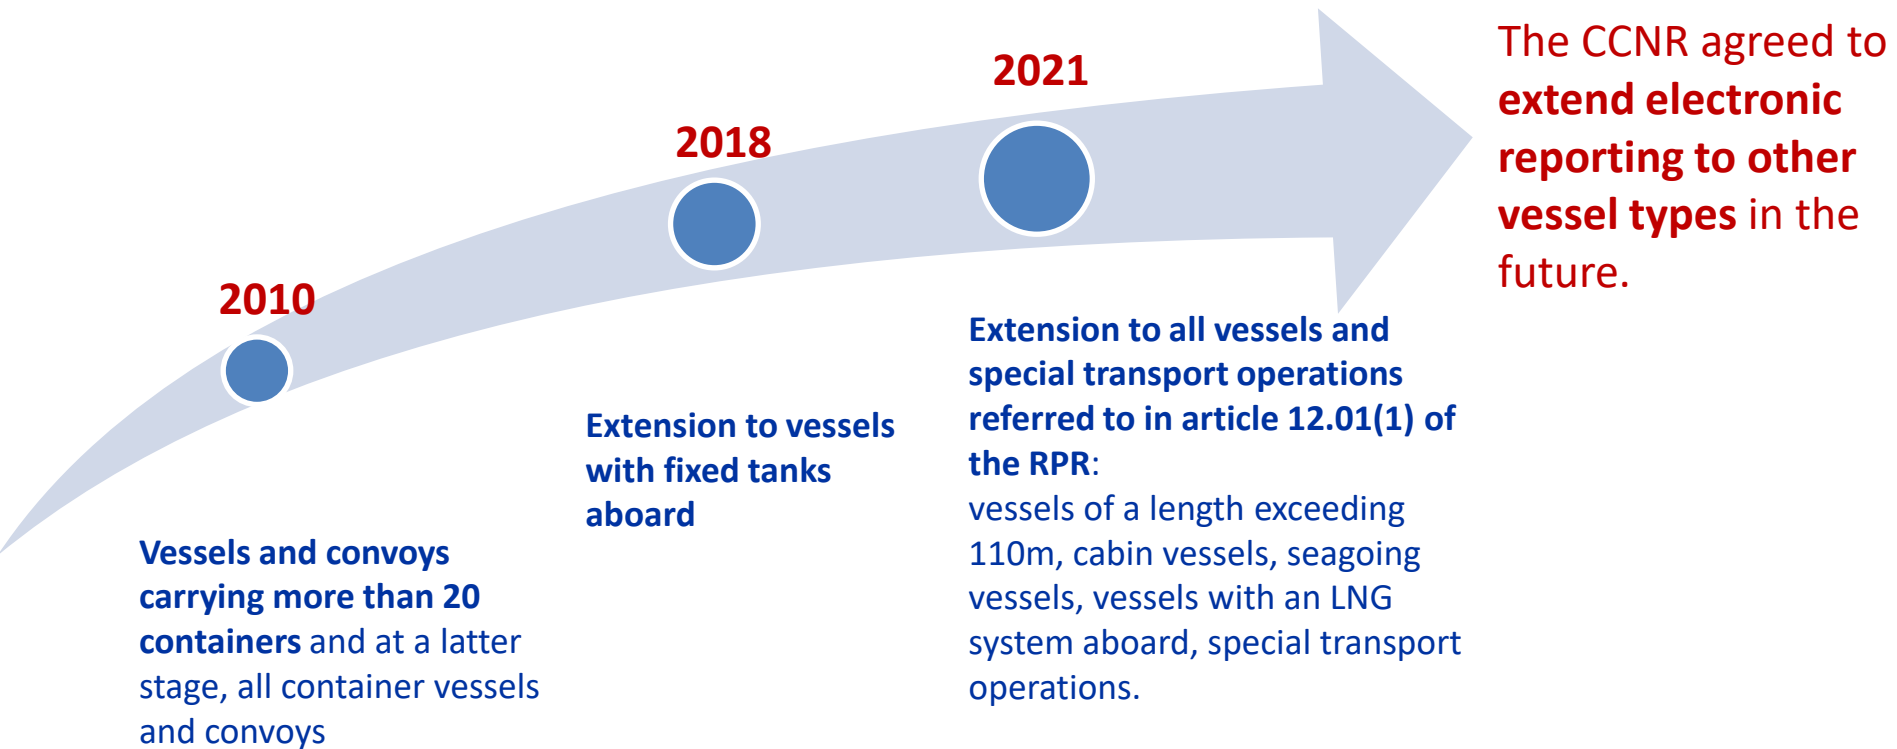 2010
Vessels and convoys
carrying more than 20
containers and at a latter
stage, all container vessels
and convoys
2018
Extension to vessels
with fixed tanks
aboard
2021
Extension to all vessels and
special transport operations
referred to in article 12.01(1) of
the RPR:
vessels of a length exceeding
110m, cabin vessels, seagoing
vessels, vessels with an LNG
system aboard, special transport
operations.
The CCNR agreed to
extend electronic
reporting to other
vessel types in the
future.